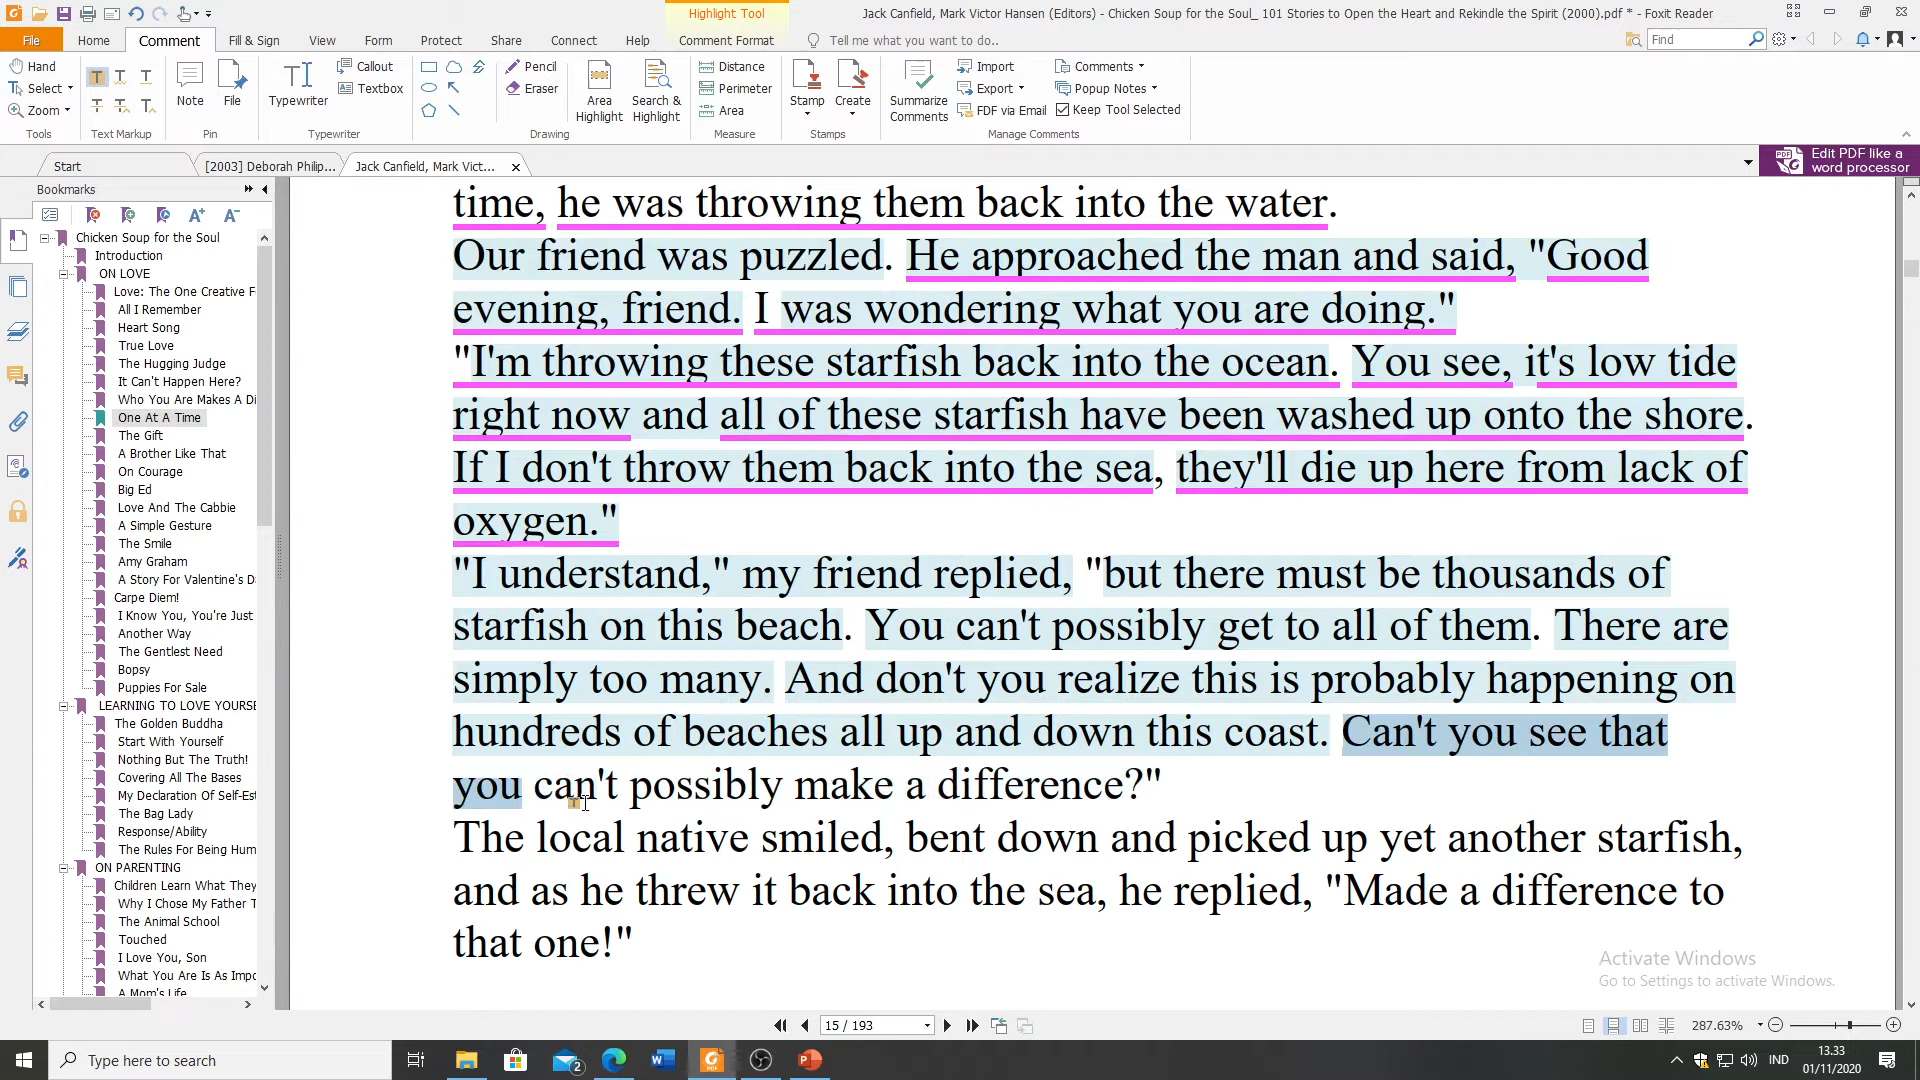 Highlight Tool
Jack Canfield, Mark Victor Hansen (Editors) - Chicken Soup for the Soul_ 101 Stories to Open the Heart and Rekindle the Spirit (2000).pdf * - Foxit Reader
File Home Comment Fill & Sign View Form Protect Share Connect Help Comment Format Tell me what you want to do.. Find
Hand
Select
Zoom
Tools
Text Markup
Note
File
Pin
Typewriter
Callout
Textbox
Typewriter
Pencil
Eraser
Area Highlight
Search & Highlight
Drawing
Distance
Perimeter
Area
Measure
Stamp
Create
Stamps
Summarize Comments
Import
Export
FDF via Email
Comments
Popup Notes
Keep Tool Selected
Manage Comments
Start
[2003] Deborah Philip...
Jack Canfield, Mark Vict...
Edit PDF like a
word processor
Bookmarks
Chicken Soup for the Soul
Introduction
ON LOVE
Love: The One Creative F
All I Remember
Heart Song
True Love
The Hugging Judge
It Can't Happen Here?
Who You Are Makes A Di
One At A Time
The Gift
A Brother Like That
On Courage
Big Ed
Love And The Cabbie
A Simple Gesture
The Smile
Amy Graham
A Story For Valentine's D
Carpe Diem!
I Know You, You're Just
Another Way
The Gentlest Need
Bopsy
Puppies For Sale
LEARNING TO LOVE YOURSE
The Golden Buddha
Start With Yourself
Nothing But The Truth!
Covering All The Bases
My Declaration Of Self-Est
The Bag Lady
Response/Ability
The Rules For Being Hum
ON PARENTING
Children Learn What They
Why I Chose My Father T
The Animal School
Touched
I Love You, Son
What You Are Is As Impo
A Mom's Life
time, he was throwing them back into the water.
Our friend was puzzled. He approached the man and said, "Good
evening, friend. I was wondering what you are doing."
"I'm throwing these starfish back into the ocean. You see, it's low tide
right now and all of these starfish have been washed up onto the shore.
If I don't throw them back into the sea, they'll die up here from lack of
oxygen."
"I understand," my friend replied, "but there must be thousands of
starfish on this beach. You can't possibly get to all of them. There are
simply too many. And don't you realize this is probably happening on
hundreds of beaches all up and down this coast. Can't you see that
you can't possibly make a difference?"
The local native smiled, bent down and picked up yet another starfish,
and as he threw it back into the sea, he replied, "Made a difference to
that one!"
Activate Windows
Go to Settings to activate Windows.
15 / 193
287.63%
Type here to search
2
IND
13.33
01/11/2020